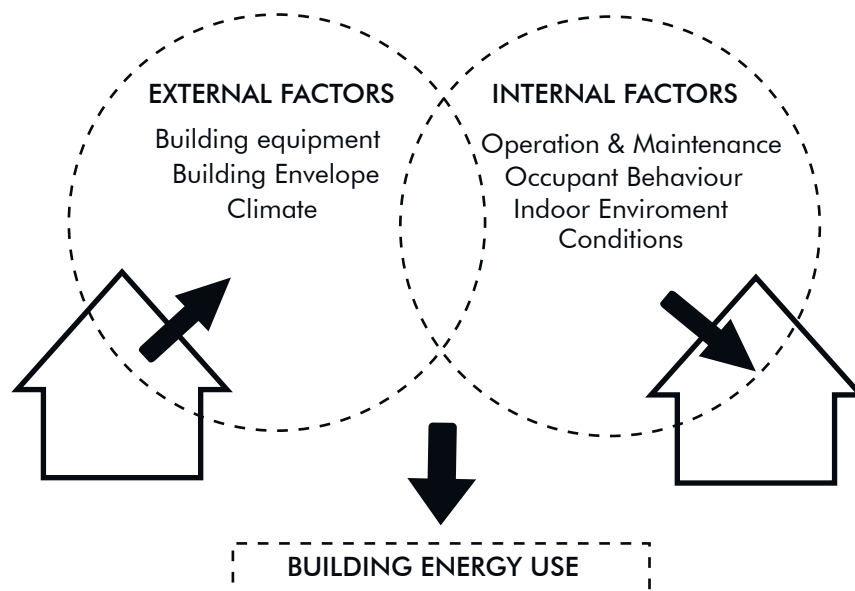 EXTERNAL FACTORS
Building equipment
Building Envelope
Climate
INTERNAL FACTORS
Operation & Maintenance
Occupant Behaviour
Indoor Enviroment
Conditions
BUILDING ENERGY USE